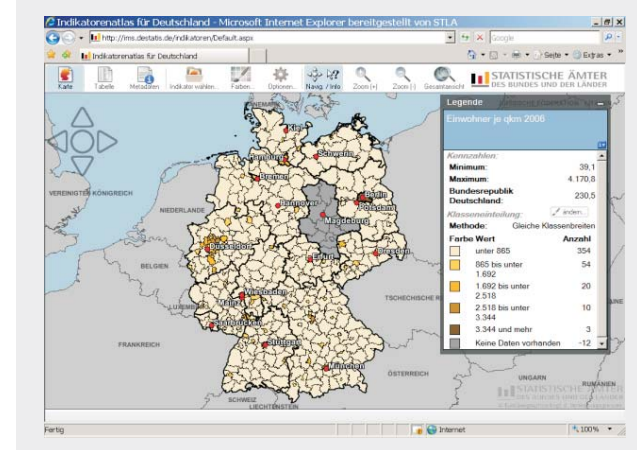 Indikatorenatlas für Deutschland - Microsoft Internet Explorer bereitgestellt von STLA
http://ims.destatis.de/indikatoren/Default.aspx
Google
Indikatorenatlas für Deutschland
Seite
Extras
Karte
Tabelle
Metadaten
Indikator wählen..
Farben...
Optionen...
Navig. / Info
Zoom (+)
Zoom (-)
Gesamtansicht
STATISTISCHE ÄMTER
DES BUNDES UND DER LÄNDER
Legende
Einwohner je qkm 2006
Kennzahlen:
Minimum: 39,1
Maximum: 4.170,8
Bundesrepublik
Deutschland: 230,5
Klasseneinteilung: ändern...
Methode: Gleiche Klassenbreiten
Farbe Wert Anzahl
unter 865 354
865 bis unter 54
1.692
1.692 bis unter 20
2.518
2.518 bis unter 10
3.344
3.344 und mehr 3
Keine Daten vorhanden -12
DÄNEMARK
Kiel
Hamburg
Schwerin
Bremen
VEREINIGTES KÖNIGREICH
NIEDERLANDE
Hannover
Berlin
Potsdam
Magdeburg
Düsseldorf
Erfurt
Dresden
BELGIEN
Wiesbaden
Mainz
LUXEMBURG
TSCHECHISCHE R
Saarbrücken
FRANKREICH
Stuttgart
München
ÖSTERREICH
UNGARN
RUMÄNIEN
SCHWEIZ
LIECHTENSTEIN
STATISTISCHE ÄMTER
DES BUNDES UND DER LÄNDER
Fertig
Internet
100%